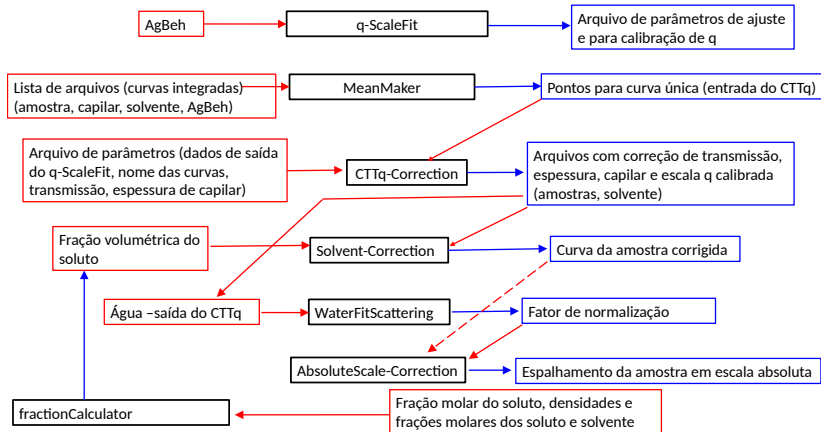 AgBeh
q-ScaleFit
Arquivo de parâmetros de ajuste
e para calibração de q
Lista de arquivos (curvas integradas)
(amostra, capilar, solvente, AgBeh)
MeanMaker
Pontos para curva única (entrada do CTTq)
Arquivo de parâmetros (dados de saída
do q-ScaleFit, nome das curvas,
transmissão, espessura de capilar)
CTTq-Correction
Arquivos com correção de transmissão,
espessura, capilar e escala q calibrada
(amostras, solvente)
Fração volumétrica do
soluto
Solvent-Correction
Curva da amostra corrigida
Água –saída do CTTq
WaterFitScattering
Fator de normalização
AbsoluteScale-Correction
Espalhamento da amostra em escala absoluta
fractionCalculator
Fração molar do soluto, densidades e
frações molares dos soluto e solvente